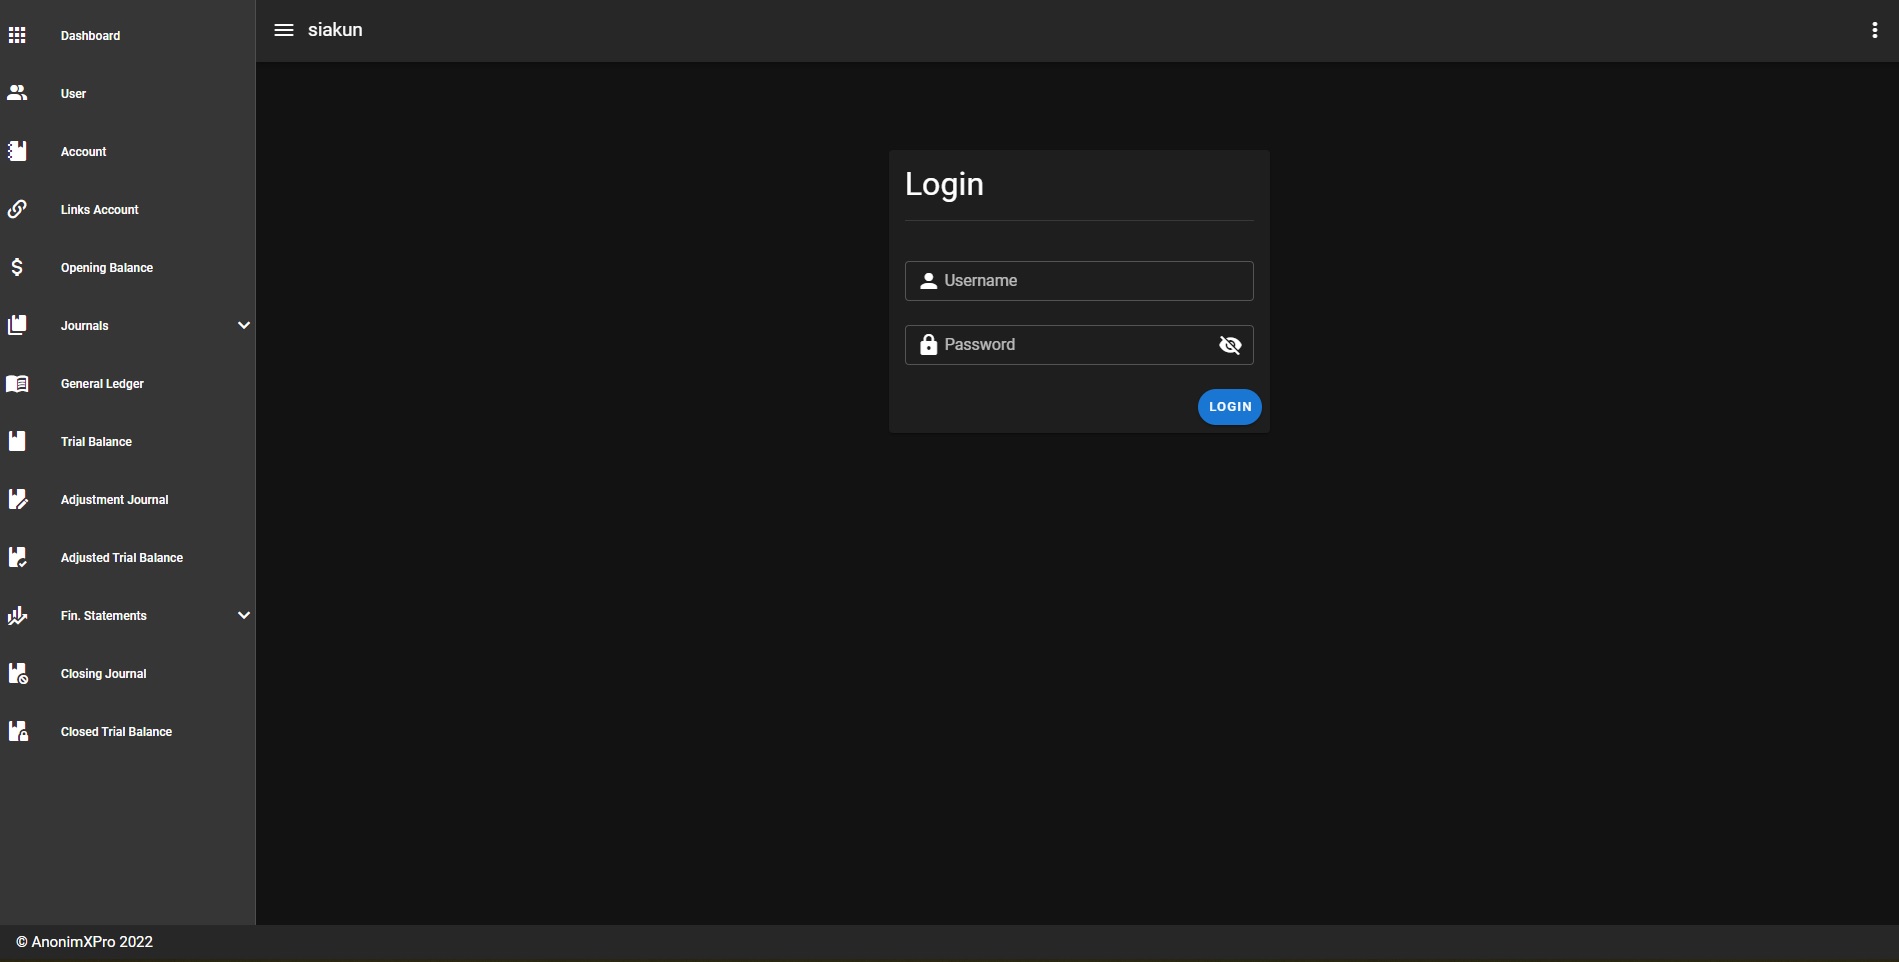 siakun
Dashboard
User
Account
Links Account
Opening Balance
Journals
General Ledger
Trial Balance
Adjustment Journal
Adjusted Trial Balance
Fin. Statements
Closing Journal
Closed Trial Balance
Login
Username
Password
LOGIN
© AnonimXPro 2022